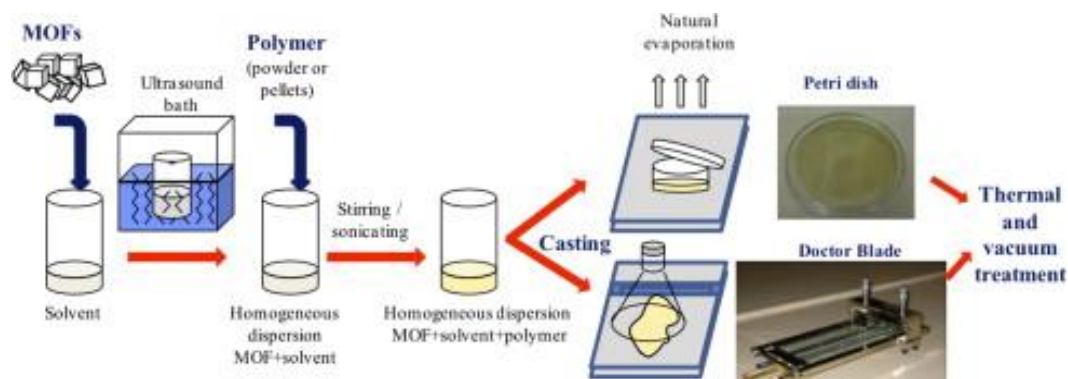 MOFs
Ultrasound
bath
Solvent
Polymer
(powder or
pellets)
Homogeneous
dispersion
MOF+solvent
Stirring /
sonicating
Homogeneous dispersion
MOF+solvent+polymer
Casting
Natural
evaporation
Petri dish
Doctor Blade
Thermal
and
vacuum
treatment